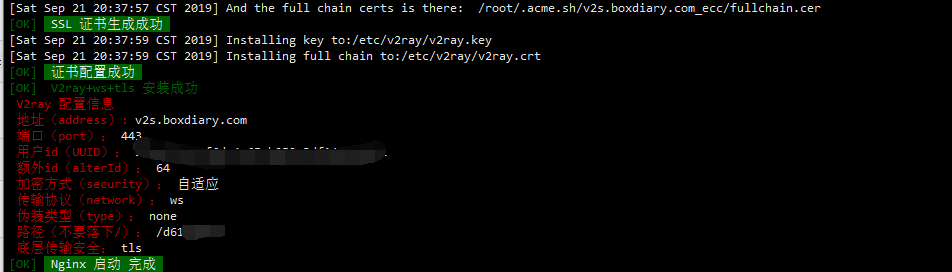 [Sat Sep 21 20:37:57 CST 2019] And the full chain certs is there:  /root/.acme.sh/v2s.boxdiary.com_ecc/fullchain.cer
[OK] SSL 证书生成成功
[Sat Sep 21 20:37:59 CST 2019] Installing key to:/etc/v2ray/v2ray.key
[Sat Sep 21 20:37:59 CST 2019] Installing full chain to:/etc/v2ray/v2ray.crt
[OK] 证书配置成功
[OK] V2ray+ws+tls 安装成功
V2ray 配置信息
地址（address）: v2s.boxdiary.com
端口（port）： 443
用户id（UUID）：
额外id（alterId）： 64
加密方式（security）： 自适应
传输协议（network）： ws
伪装类型（type）： none
路径（不要落下/）： /d61
底层传输安全： tls
[OK] Nginx 启动 完成